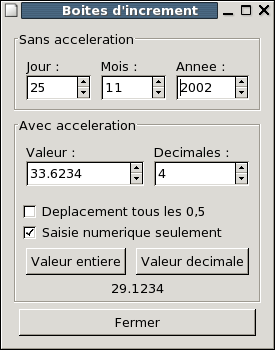 Boites d'increment
Sans acceleration
Jour : Mois : Annee :
25 11 2002
Avec acceleration
Valeur : Decimales :
33.6234 4
Deplacement tous les 0,5
Saisie numerique seulement
Valeur entiere Valeur decimale
29.1234
Fermer